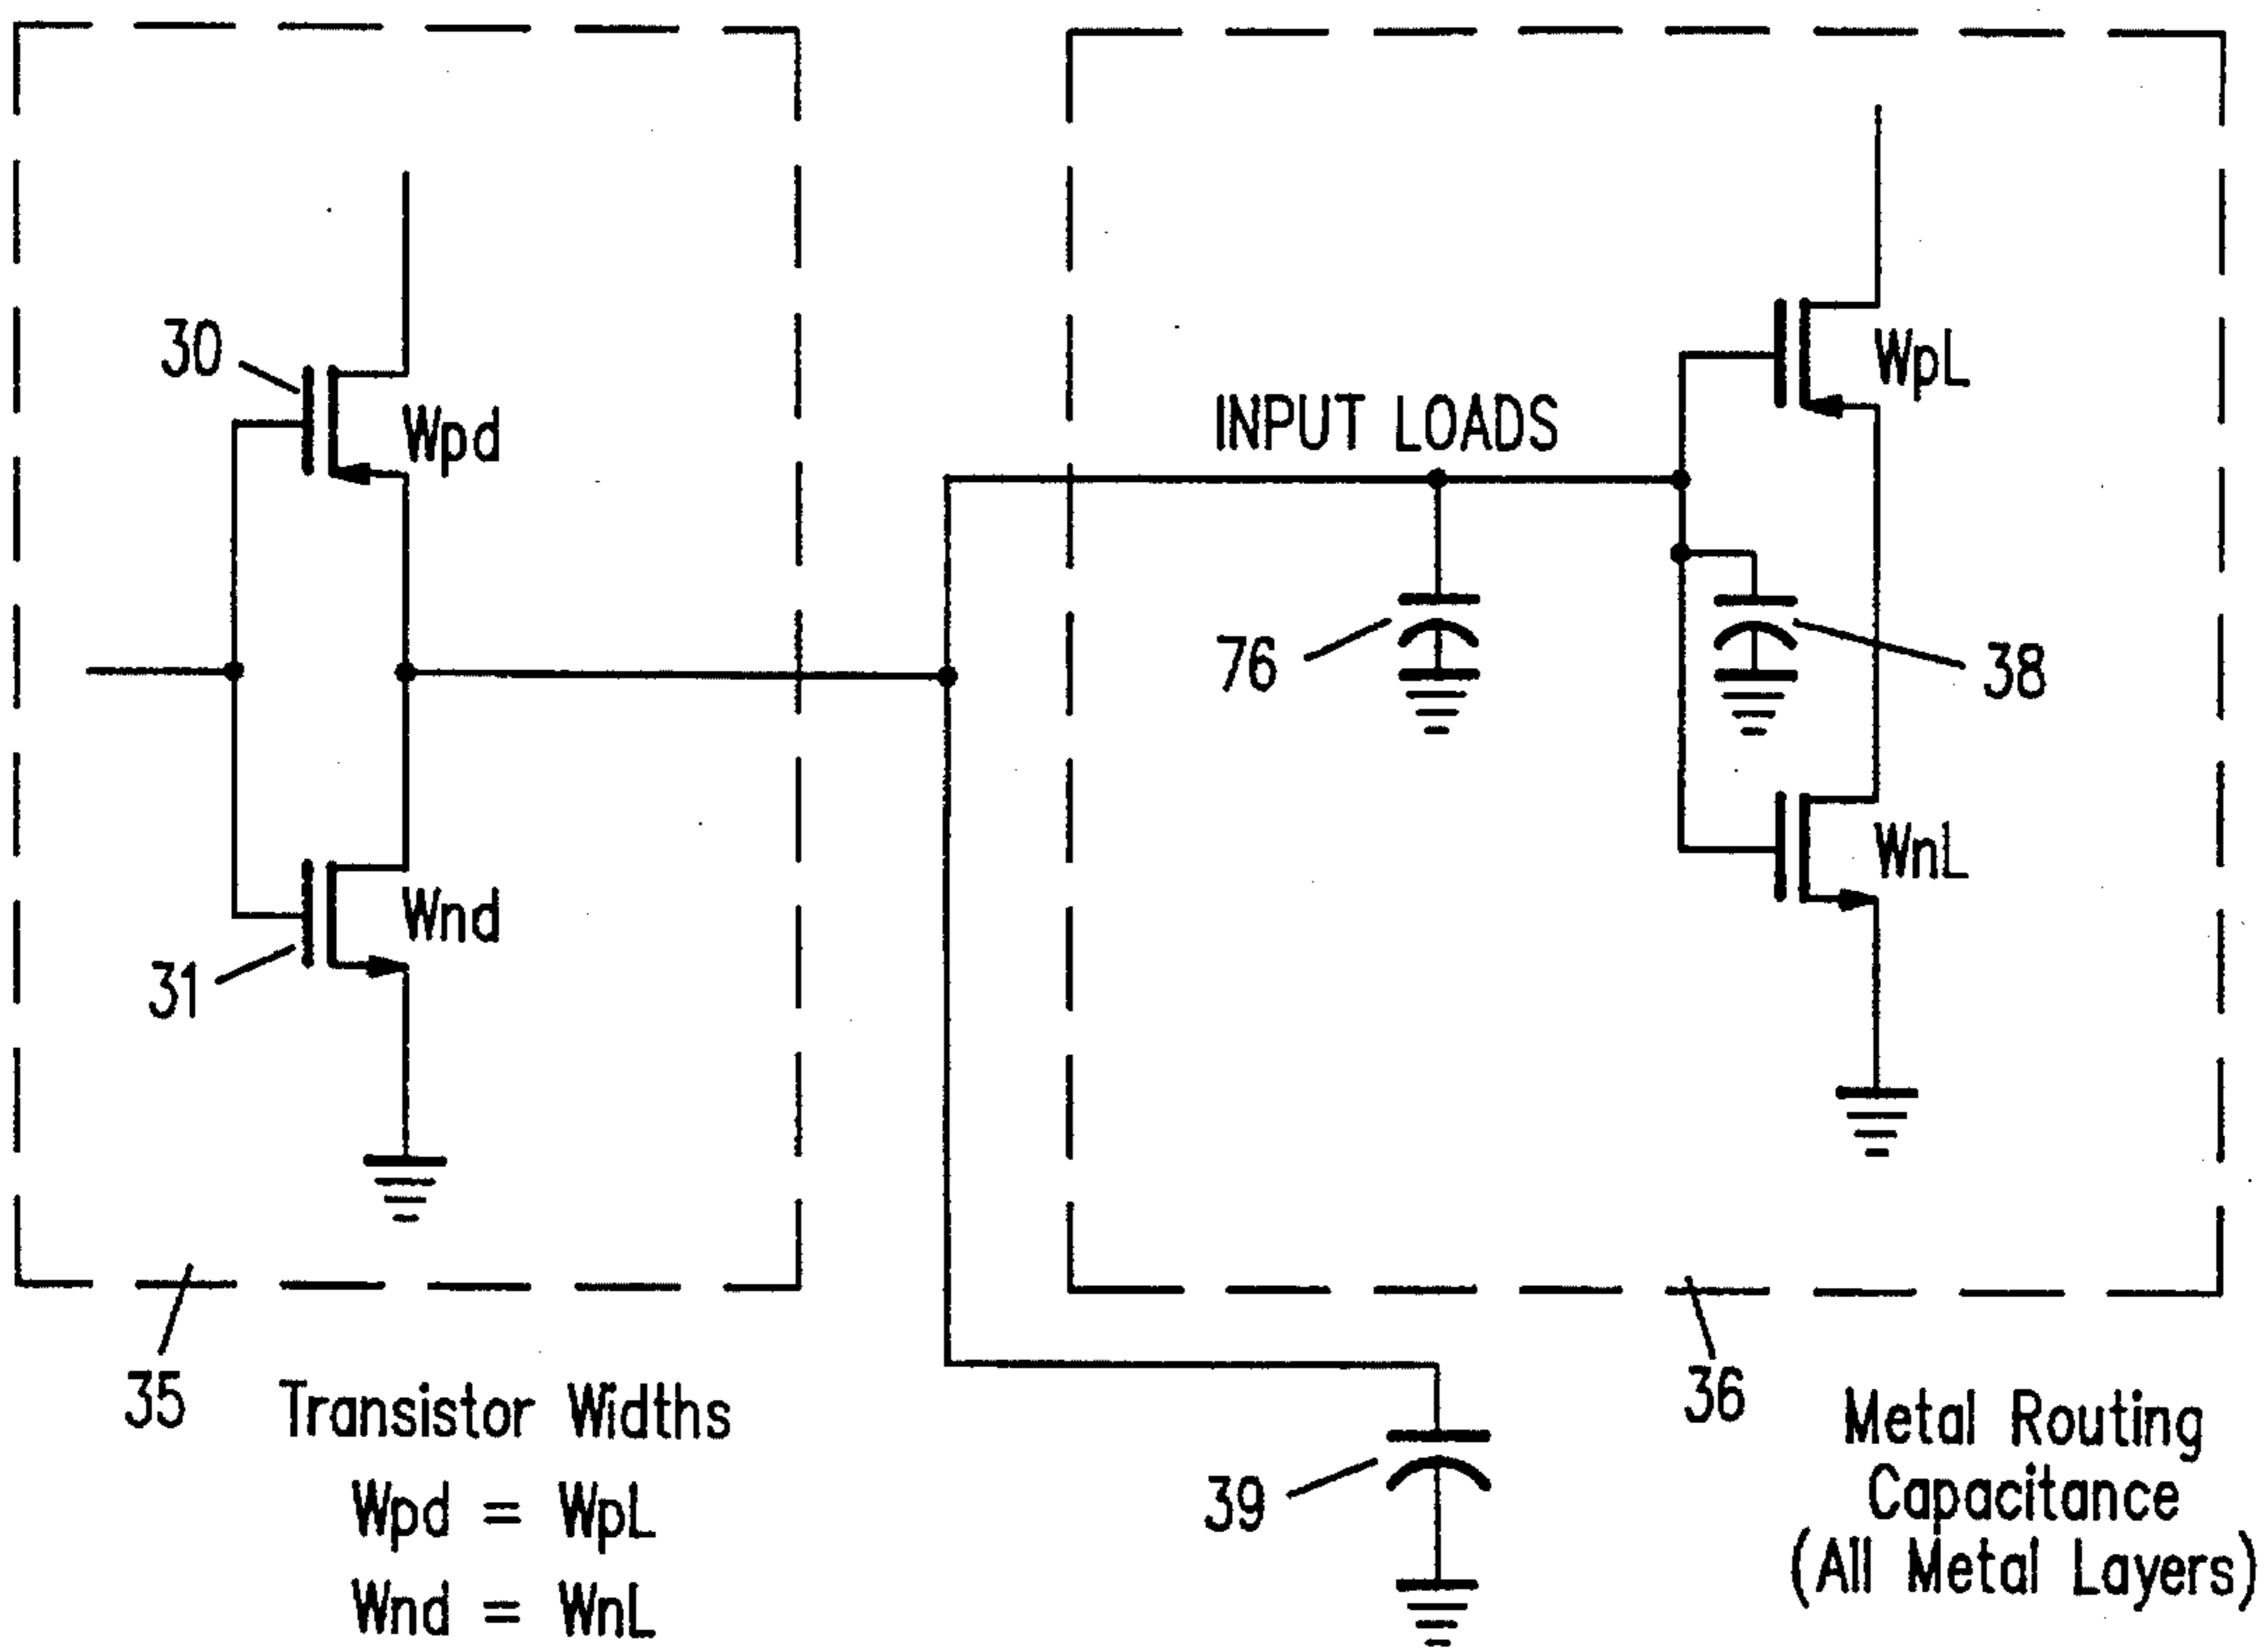 30
Wpd
INPUT LOADS
WpL
76
38
Wnd
31
WnL
35
36
Transistor Widths
Wpd = WpL
Wnd = WnL
39
Metal Routing
Capacitance
(All Metal Layers)